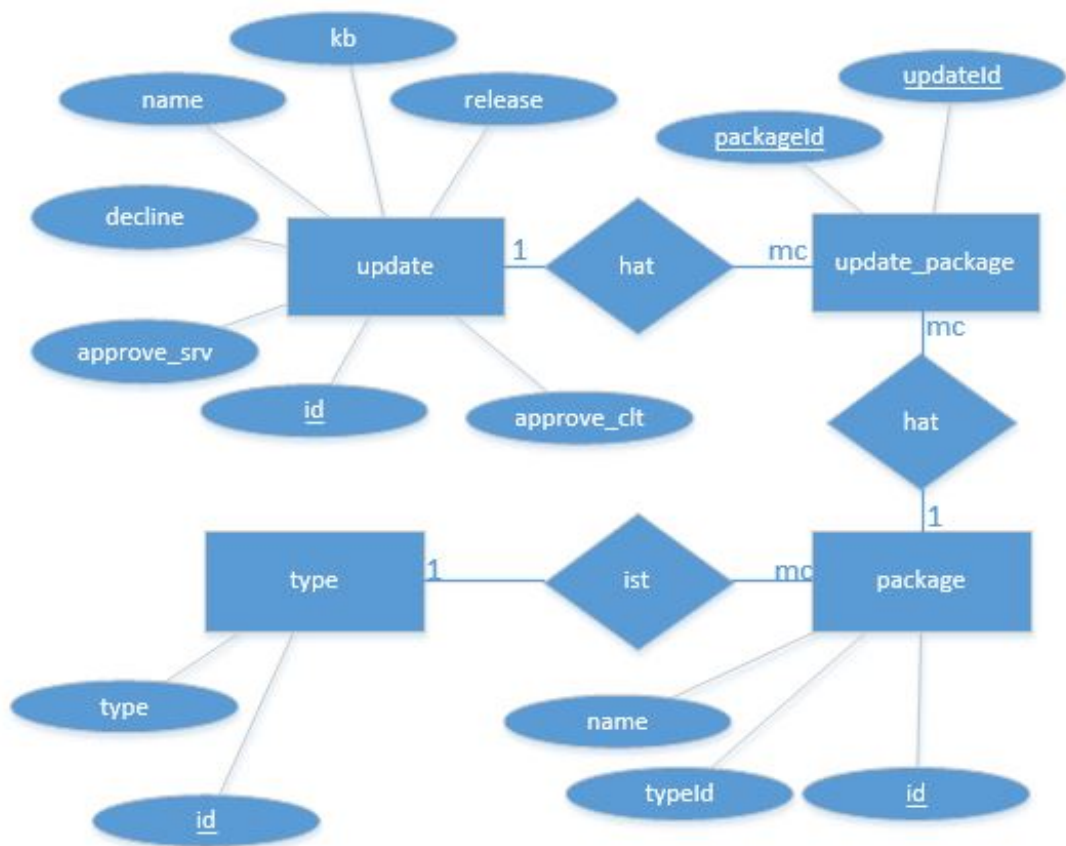 kb
updateId
name
release
packageId
decline
update
1
hat
mc
update_package
approve_srv
id
approve_clt
mc
hat
1
type
1
ist
mc
package
type
name
id
typeId
id